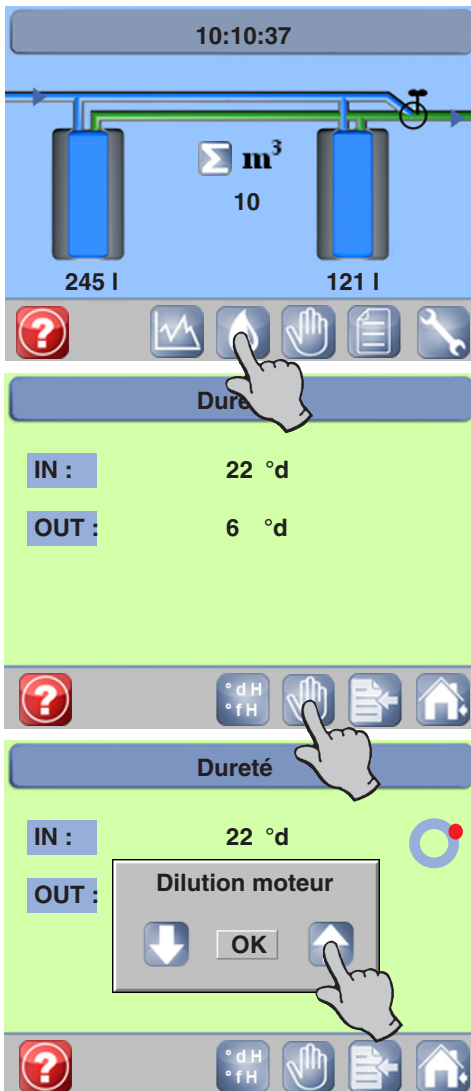 10:10:37
Σ m³
10
245 l 121 l
?
Dure
IN : 22 °d
OUT : 6 °d
?
°dH
°fH
Dureté
IN : 22 °d
OUT :
Dilution moteur
OK
?
°dH
°fH